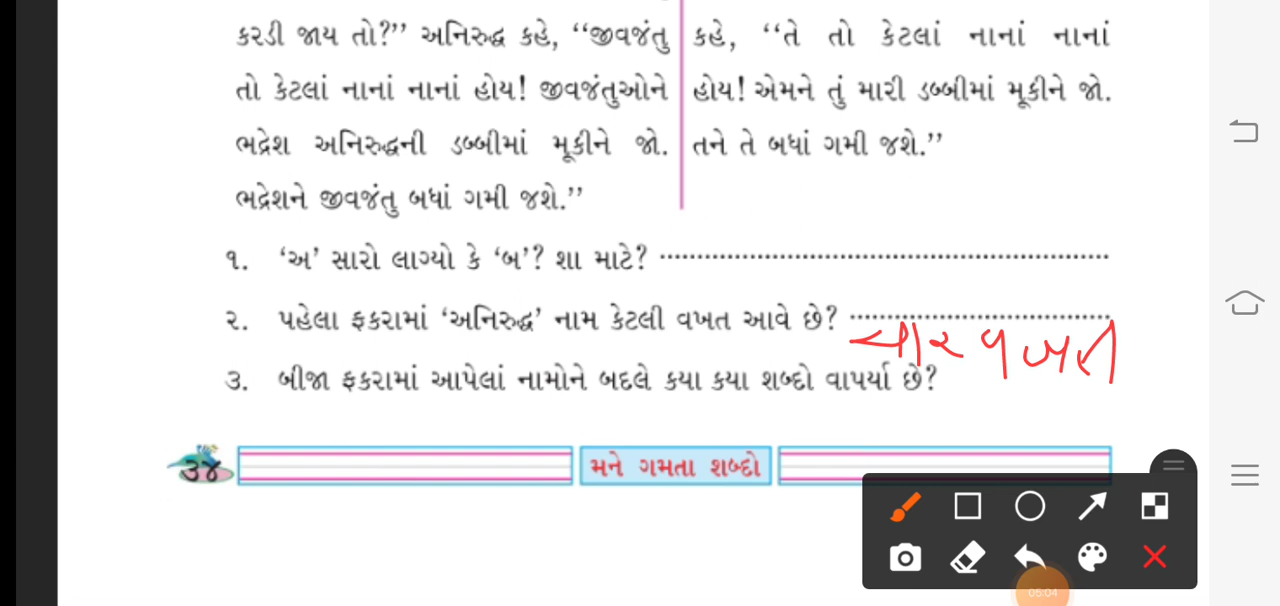 કરડી જાય તો?” અનિરુદ્ધ કહે, “જીવજંતુ
તો કેટલાં નાનાં નાનાં હોય! જીવજંતુઓને
ભદ્રેશ અનિરુદ્ધની ડબ્બીમાં મૂકીને જો.
ભદ્રેશને જીવજંતુ બધાં ગમી જશે.”
કહે, “તે તો કેટલાં નાનાં નાનાં
હોય! એમને તું મારી ડબ્બીમાં મૂકીને જો.
તને તે બધાં ગમી જશે.”
૧. ‘અ’ સારો લાગ્યો કે ‘બ’? શા માટે?
૨. પહેલા ફકરામાં ‘અનિરુદ્ધ’ નામ કેટલી વખત આવે છે?
ચાર વખત
૩. બીજા ફકરામાં આપેલાં નામોને બદલે કયા કયા શબ્દો વાપર્યા છે?
૩૪
મને ગમતા શબ્દો
05:04